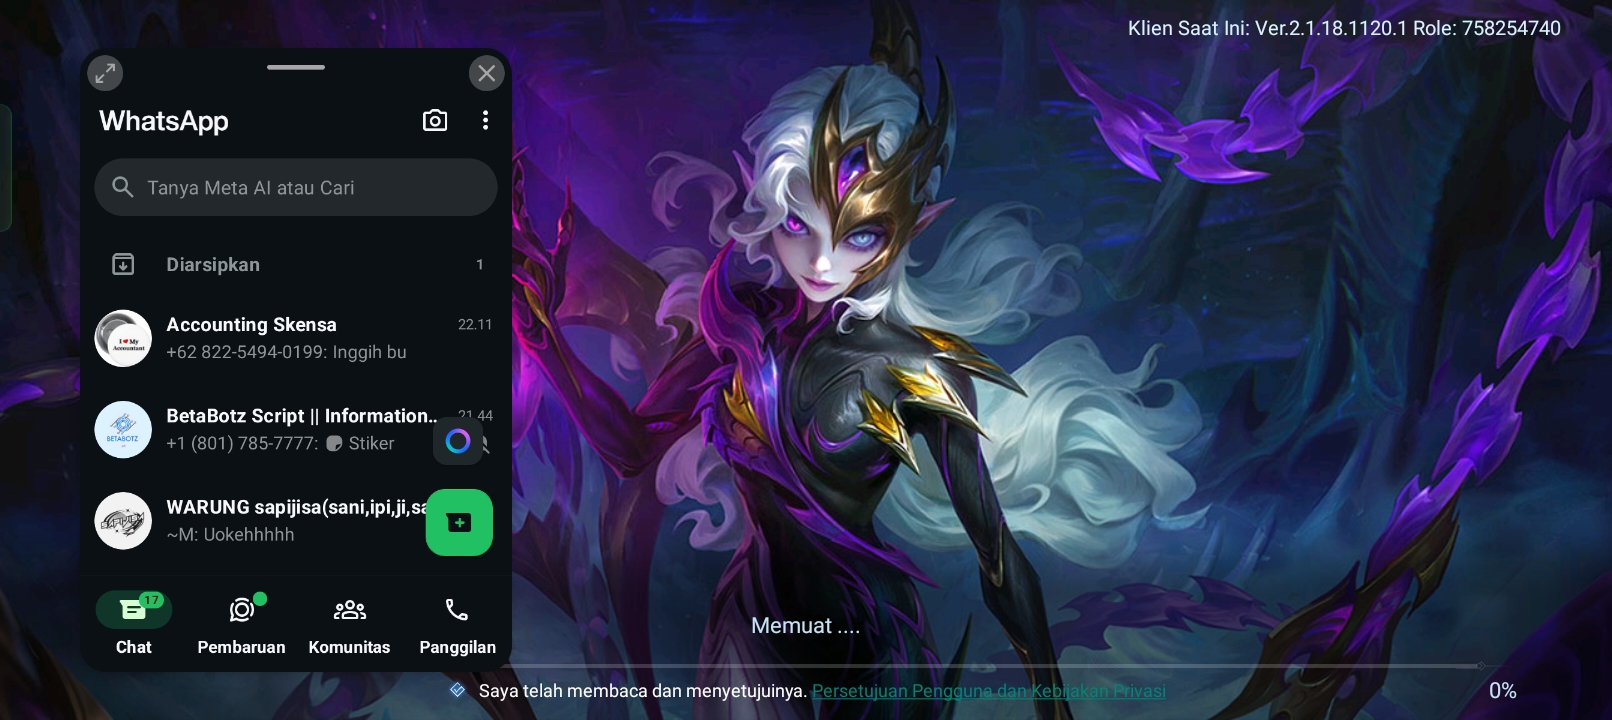 Klien Saat Ini: Ver.2.1.18.1120.1 Role: 758254740
WhatsApp
Tanya Meta AI atau Cari
Diarsipkan 1
Accounting Skensa 22.11
+62 822-5494-0199: Inggih bu
I ♥ My Accountant
BetaBotz Script || Information.. 21.44
+1 (801) 785-7777: Stiker
BETABOTZ
WARUNG sapijisa(sani,ipi,ji,sa
~M: Uokehhhhh
17
Chat Pembaruan Komunitas Panggilan
Memuat ....
Saya telah membaca dan menyetujuinya. Persetujuan Pengguna dan Kebijakan Privasi
0%